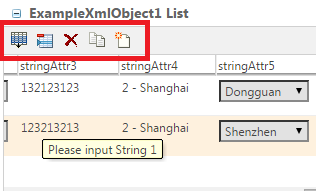 ExampleXmlObject1 List
stringAttr3 stringAttr4 stringAttr5
132123123 2 - Shanghai Dongguan
123213213 2 - Shanghai Shenzhen
Please input String 1